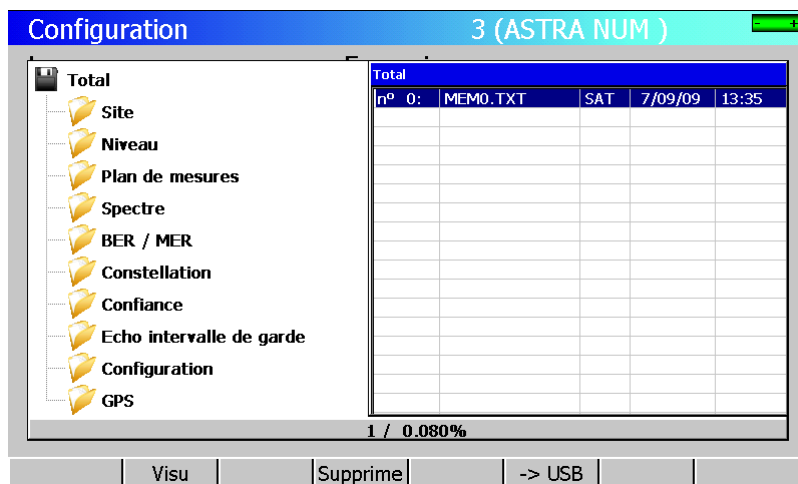 Configuration 3 (ASTRA NUM )
- +
Total
Site
Niveau
Plan de mesures
Spectre
BER / MER
Constellation
Confiance
Echo intervalle de garde
Configuration
GPS
Total
nº 0: MEM0.TXT SAT 7/09/09 13:35
1 / 0.080%
Visu Supprime -> USB